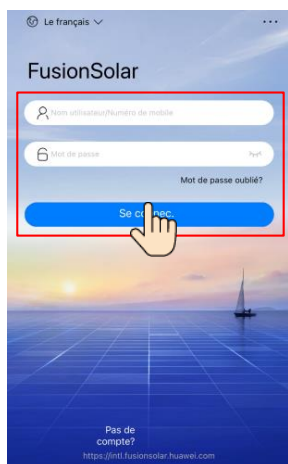 Le français
FusionSolar
Nom utilisateur/Numéro de mobile
Mot de passe
Mot de passe oublié?
Se connec.
Pas de
compte?
https://intl.fusionsolar.huawei.com